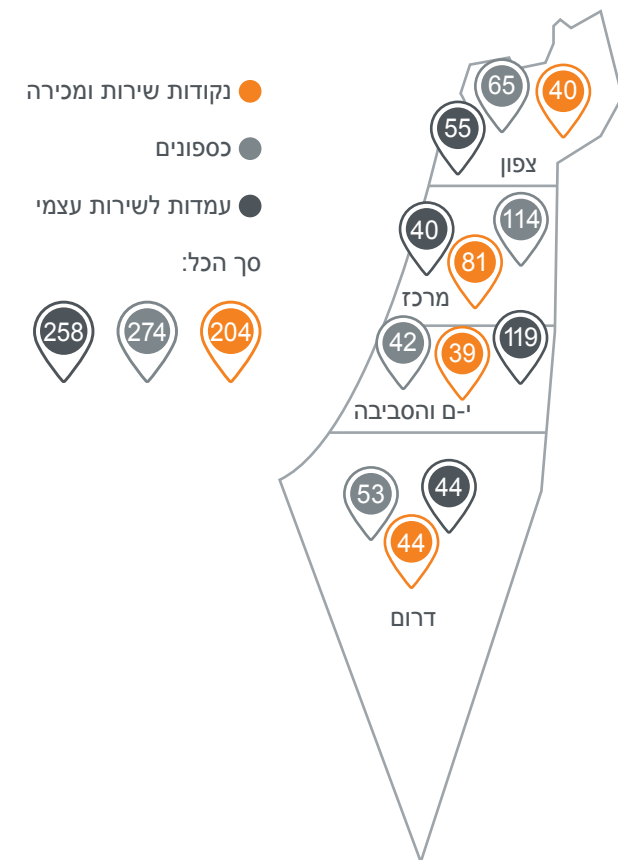 נקודות שירות ומכירה
כספונים
עמדות לשירות עצמי
סך הכל:
204 274 258
65 40
55
צפון
114
40
81
מרכז
119
42 39
י-ם והסביבה
53 44
44
דרום